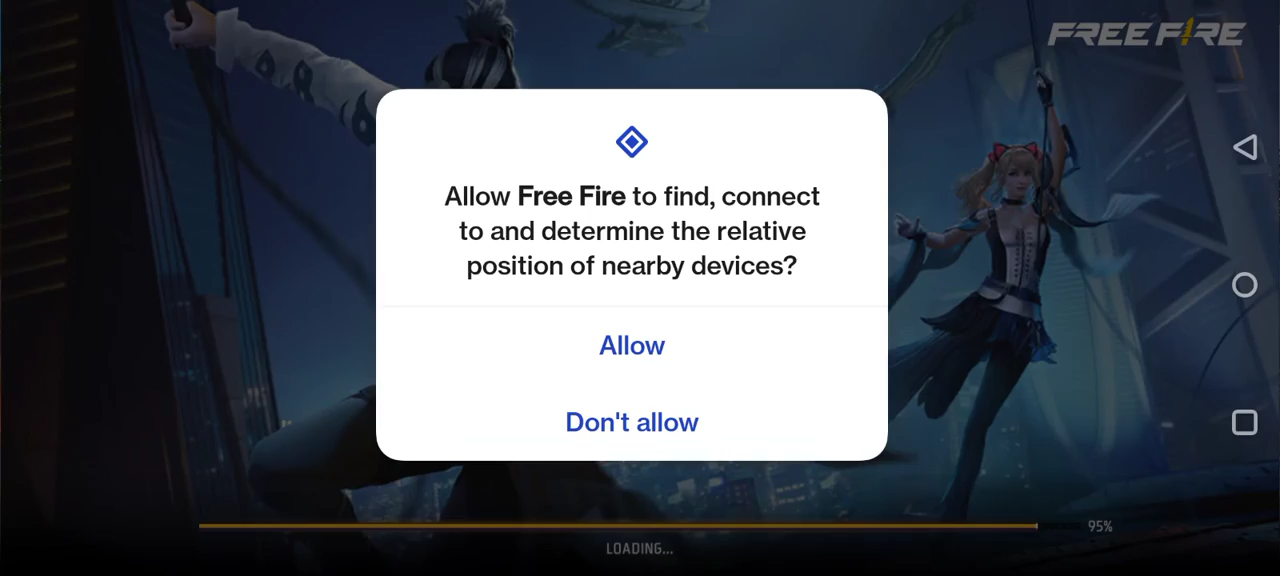 FREE FIRE
Allow Free Fire to find, connect
to and determine the relative
position of nearby devices?
Allow
Don't allow
95%
LOADING...